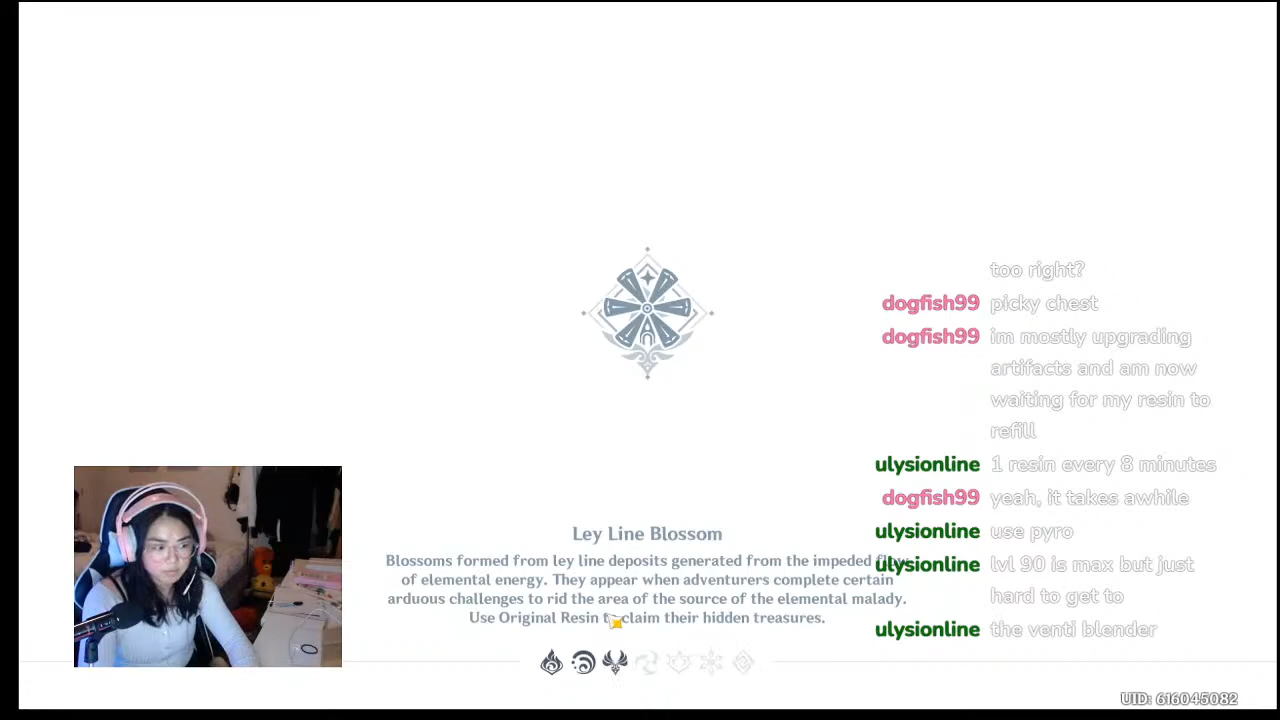 too right?
dogfish99 picky chest
dogfish99 im mostly upgrading
artifacts and am now
waiting for my resin to
refill
ulysionline 1 resin every 8 minutes
dogfish99 yeah, it takes awhile
ulysionline use pyro
ulysionline lvl 90 is max but just
hard to get to
ulysionline the venti blender
Ley Line Blossom
Blossoms formed from ley line deposits generated from the impeded flow
of elemental energy. They appear when adventurers complete certain
arduous challenges to rid the area of the source of the elemental malady.
Use Original Resin to claim their hidden treasures.
UID: 616045082